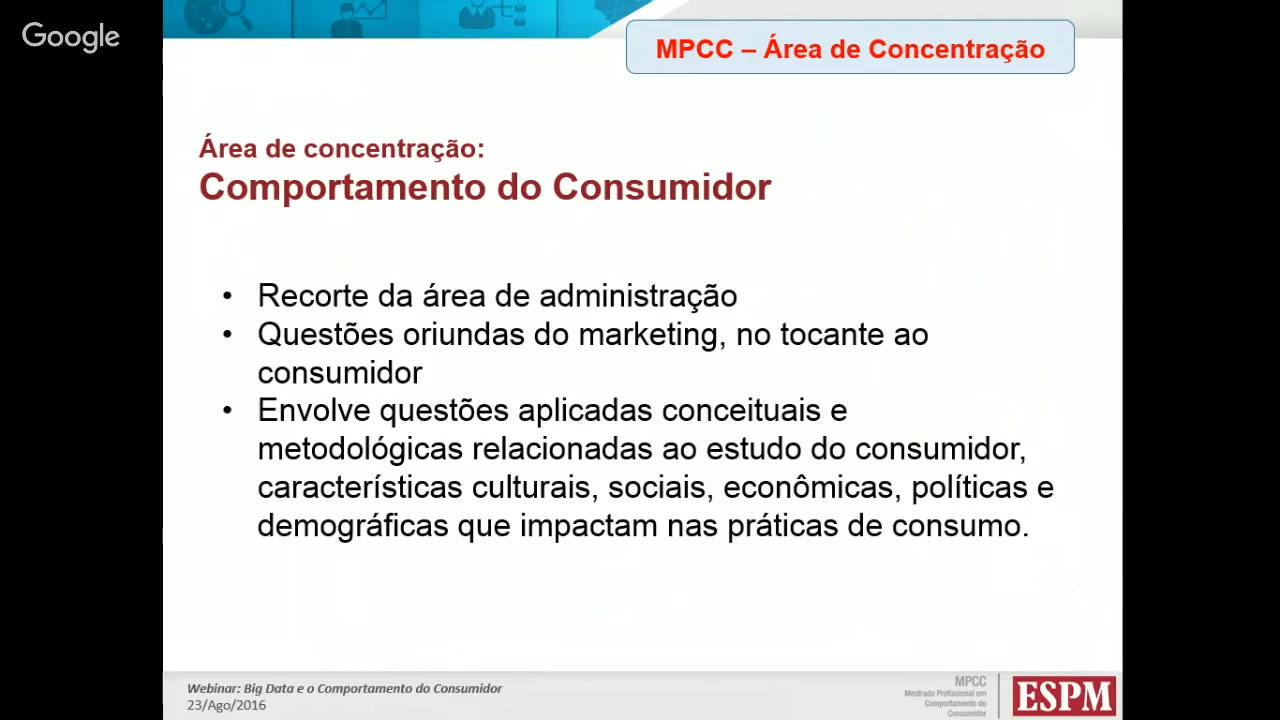 Google
MPCC – Área de Concentração
Área de concentração:
Comportamento do Consumidor
• Recorte da área de administração
• Questões oriundas do marketing, no tocante ao
consumidor
• Envolve questões aplicadas conceituais e
metodológicas relacionadas ao estudo do consumidor,
características culturais, sociais, econômicas, políticas e
demográficas que impactam nas práticas de consumo.
Webinar: Big Data e o Comportamento do Consumidor
23/Ago/2016
MPCC
Mestrado Profissional em
Comportamento do
Consumidor
ESPM